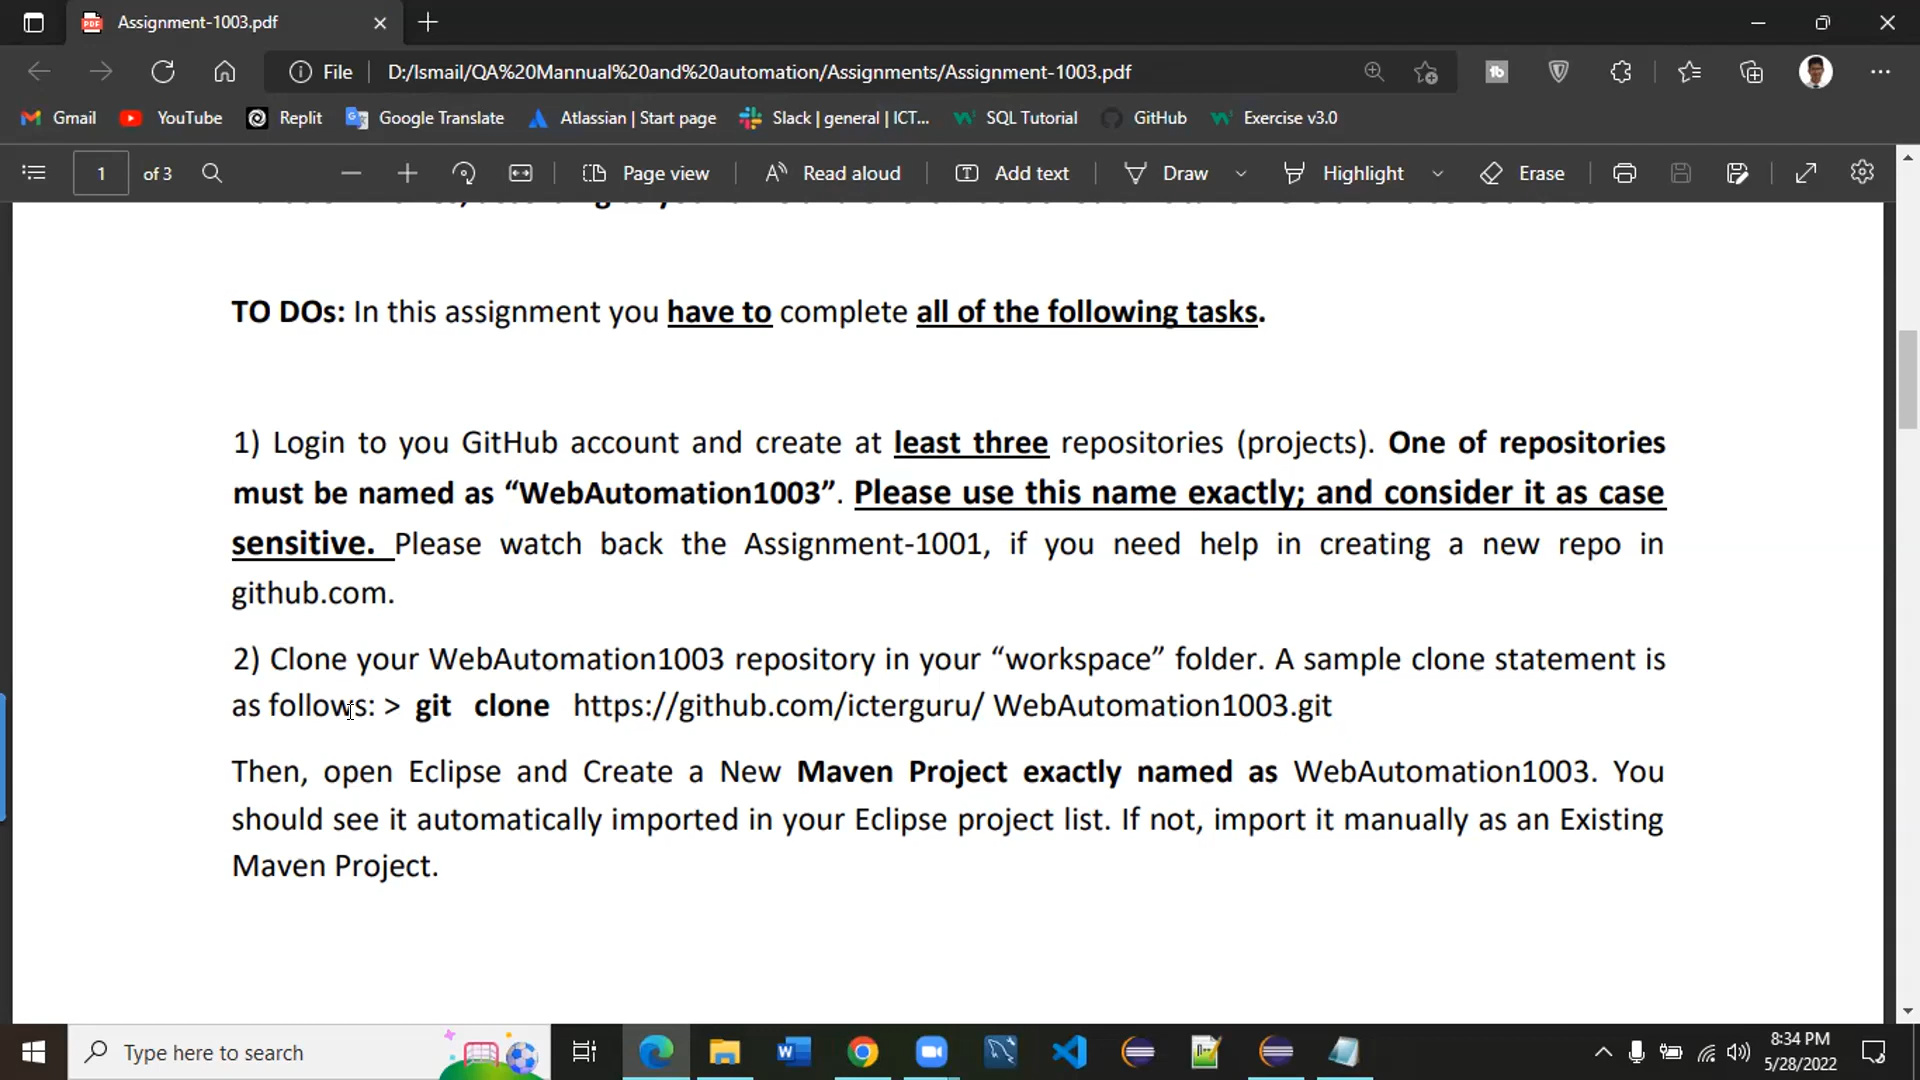 Assignment-1003.pdf
File
D:/Ismail/QA%20Mannual%20and%20automation/Assignments/Assignment-1003.pdf
Gmail
YouTube
Replit
Google Translate
Atlassian | Start page
Slack | general | ICT...
SQL Tutorial
GitHub
Exercise v3.0
1 of 3
Page view
Read aloud
Add text
Draw
Highlight
Erase
TO DOs: In this assignment you have to complete all of the following tasks.
1) Login to you GitHub account and create at least three repositories (projects). One of repositories
must be named as “WebAutomation1003”. Please use this name exactly; and consider it as case
sensitive. Please watch back the Assignment-1001, if you need help in creating a new repo in
github.com.
2) Clone your WebAutomation1003 repository in your “workspace” folder. A sample clone statement is
as follows: > git clone https://github.com/icterguru/ WebAutomation1003.git
Then, open Eclipse and Create a New Maven Project exactly named as WebAutomation1003. You
should see it automatically imported in your Eclipse project list. If not, import it manually as an Existing
Maven Project.
Type here to search
8:34 PM
5/28/2022